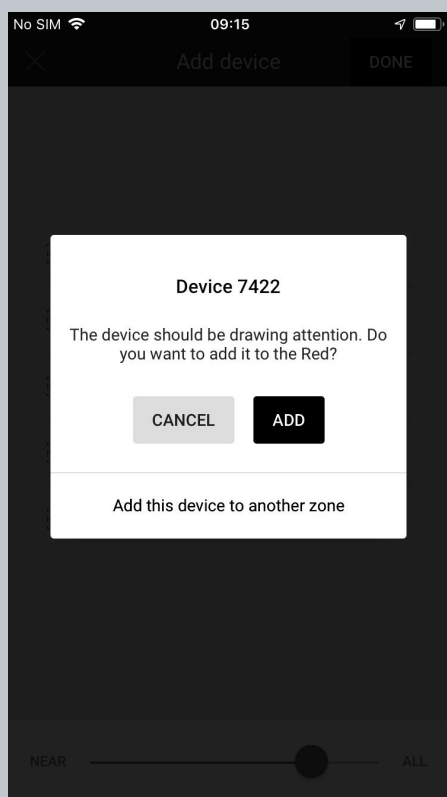 No SIM 09:15
Add device DONE
Device 7422
The device should be drawing attention. Do
you want to add it to the Red?
CANCEL ADD
Add this device to another zone
NEAR ALL